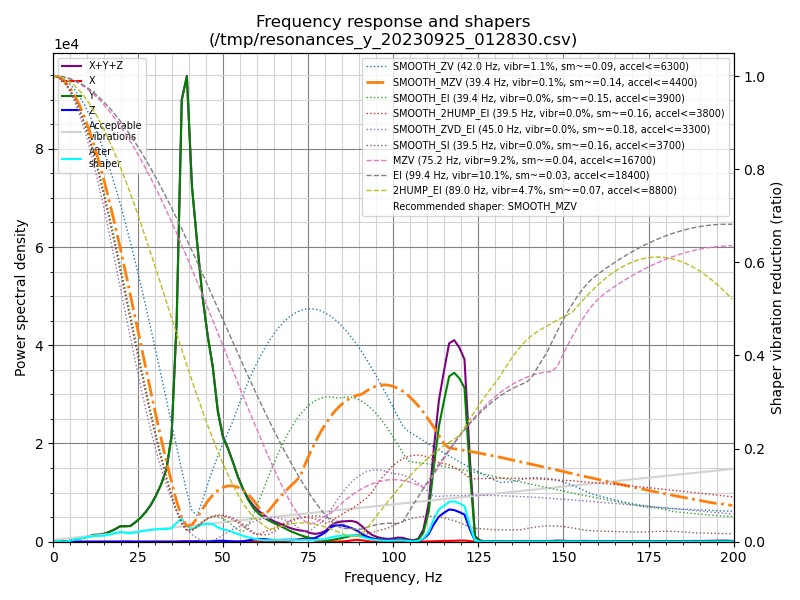 Frequency response and shapers
(/tmp/resonances_y_20230925_012830.csv)
1e4
X+Y+Z
X
Y
Z
Acceptable
vibrations
After
shaper
SMOOTH_ZV (42.0 Hz, vibr=1.1%, sm~=0.09, accel<=6300)
SMOOTH_MZV (39.4 Hz, vibr=0.1%, sm~=0.14, accel<=4400)
SMOOTH_EI (39.4 Hz, vibr=0.0%, sm~=0.15, accel<=3900)
SMOOTH_2HUMP_EI (39.5 Hz, vibr=0.0%, sm~=0.16, accel<=3800)
SMOOTH_ZVD_EI (45.0 Hz, vibr=0.0%, sm~=0.18, accel<=3300)
SMOOTH_SI (39.5 Hz, vibr=0.0%, sm~=0.16, accel<=3700)
MZV (75.2 Hz, vibr=9.2%, sm~=0.04, accel<=16700)
EI (99.4 Hz, vibr=10.1%, sm~=0.03, accel<=18400)
2HUMP_EI (89.0 Hz, vibr=4.7%, sm~=0.07, accel<=8800)
Recommended shaper: SMOOTH_MZV
Power spectral density
8
6
4
2
0
1.0
0.8
0.6
0.4
0.2
0.0
Shaper vibration reduction (ratio)
0 25 50 75 100 125 150 175 200
Frequency, Hz